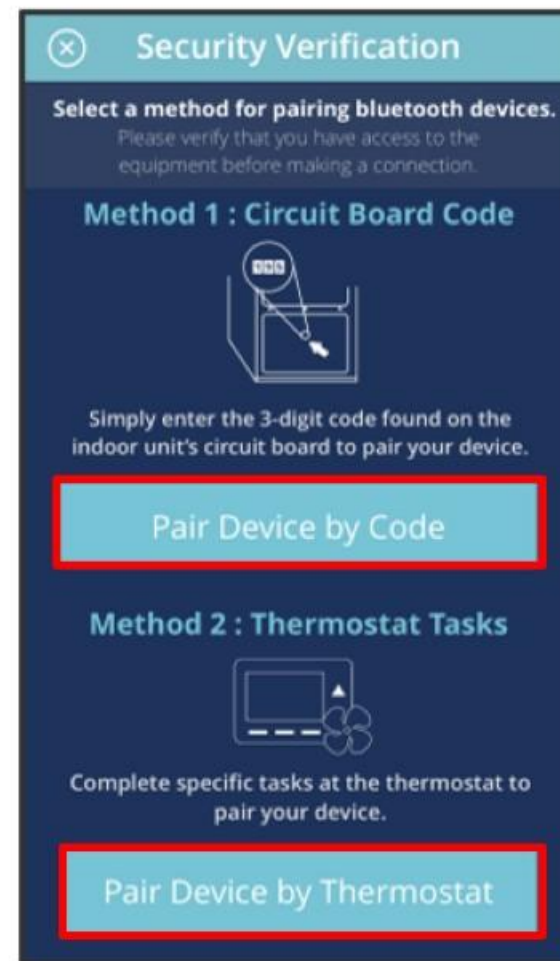 Security Verification
Select a method for pairing bluetooth devices.
Please verify that you have access to the
equipment before making a connection.
Method 1 : Circuit Board Code
Simply enter the 3-digit code found on the
indoor unit's circuit board to pair your device.
Pair Device by Code
Method 2 : Thermostat Tasks
Complete specific tasks at the thermostat to
pair your device.
Pair Device by Thermostat